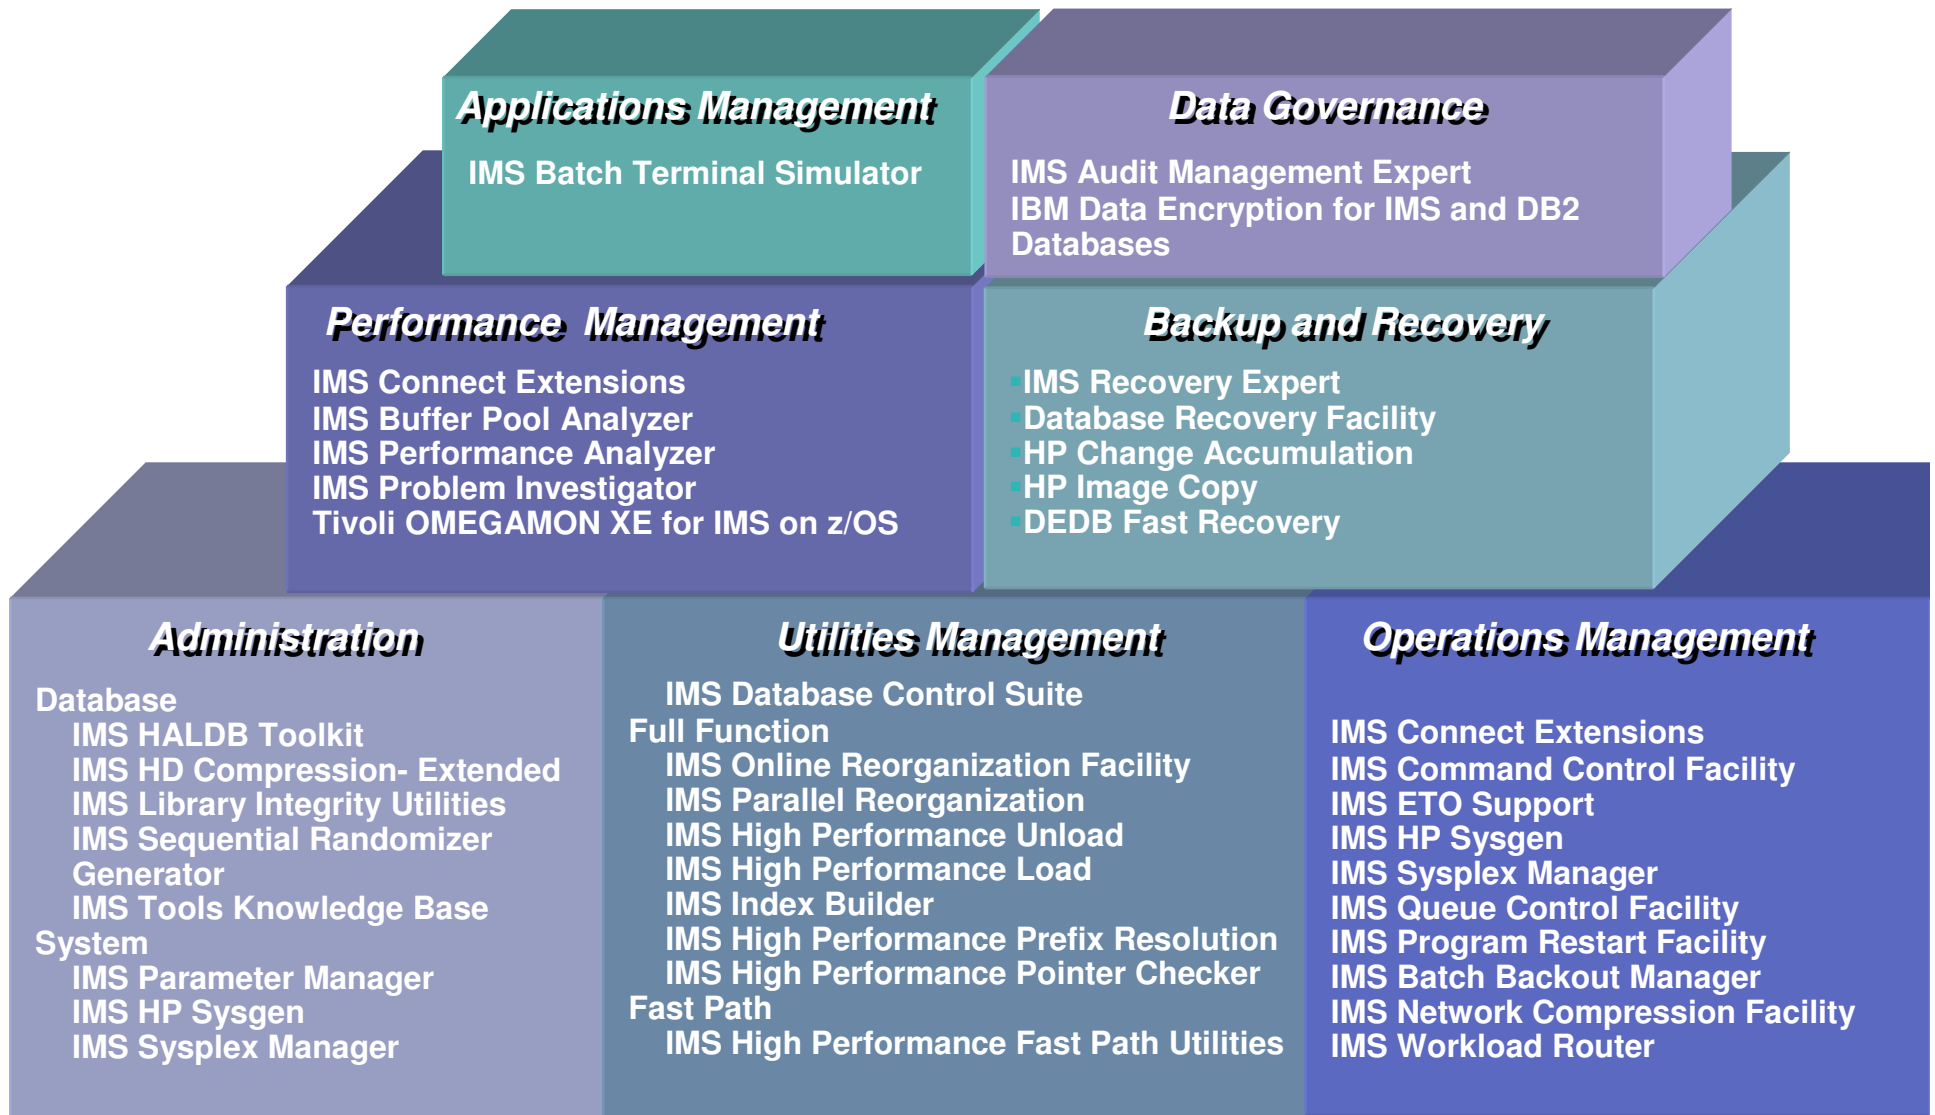 Applications Management
IMS Batch Terminal Simulator
Data Governance
IMS Audit Management Expert
IBM Data Encryption for IMS and DB2
Databases
Performance Management
IMS Connect Extensions
IMS Buffer Pool Analyzer
IMS Performance Analyzer
IMS Problem Investigator
Tivoli OMEGAMON XE for IMS on z/OS
Backup and Recovery
▪IMS Recovery Expert
▪Database Recovery Facility
▪HP Change Accumulation
▪HP Image Copy
▪DEDB Fast Recovery
Administration
Database
IMS HALDB Toolkit
IMS HD Compression- Extended
IMS Library Integrity Utilities
IMS Sequential Randomizer
Generator
IMS Tools Knowledge Base
System
IMS Parameter Manager
IMS HP Sysgen
IMS Sysplex Manager
Utilities Management
IMS Database Control Suite
Full Function
IMS Online Reorganization Facility
IMS Parallel Reorganization
IMS High Performance Unload
IMS High Performance Load
IMS Index Builder
IMS High Performance Prefix Resolution
IMS High Performance Pointer Checker
Fast Path
IMS High Performance Fast Path Utilities
Operations Management
IMS Connect Extensions
IMS Command Control Facility
IMS ETO Support
IMS HP Sysgen
IMS Sysplex Manager
IMS Queue Control Facility
IMS Program Restart Facility
IMS Batch Backout Manager
IMS Network Compression Facility
IMS Workload Router